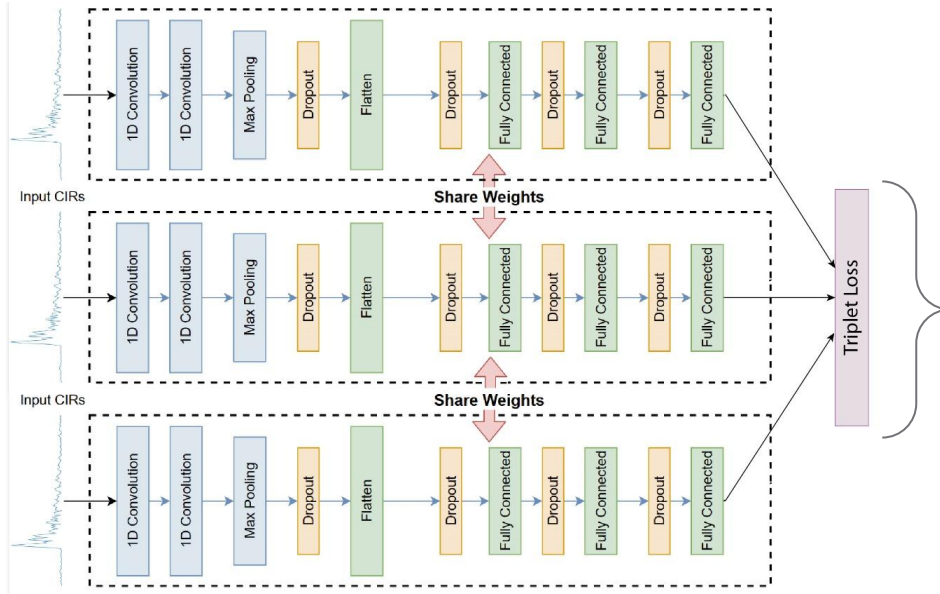 1D Convolution
1D Convolution
Max Pooling
Dropout
Flatten
Dropout
Fully Connected
Dropout
Fully Connected
Dropout
Fully Connected
Input CIRs
Share Weights
1D Convolution
1D Convolution
Max Pooling
Dropout
Flatten
Dropout
Fully Connected
Dropout
Fully Connected
Dropout
Fully Connected
Triplet Loss
Input CIRs
Share Weights
1D Convolution
1D Convolution
Max Pooling
Dropout
Flatten
Dropout
Fully Connected
Dropout
Fully Connected
Dropout
Fully Connected